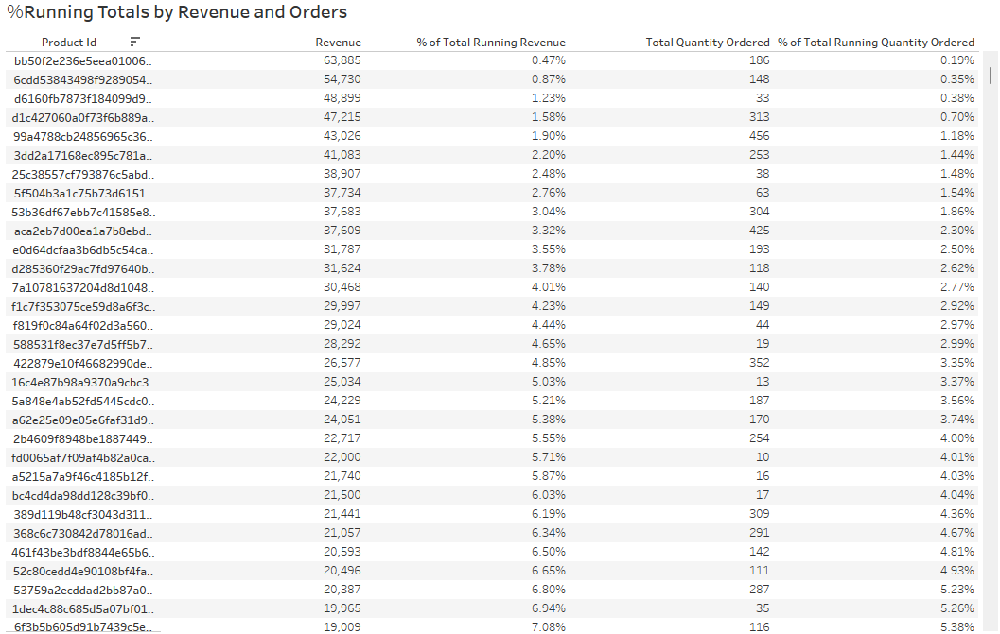 %Running Totals by Revenue and Orders
Product Id Revenue % of Total Running Revenue Total Quantity Ordered % of Total Running Quantity Ordered
bb50f2e236e5eea01006.. 63,885 0.47% 186 0.19%
6cdd53843498f9289054.. 54,730 0.87% 148 0.35%
d6160fb7873f184099d9.. 48,899 1.23% 33 0.38%
d1c427060a0f73f6b889a.. 47,215 1.58% 313 0.70%
99a4788cb24856965c36.. 43,026 1.90% 456 1.18%
3dd2a17168ec895c781a.. 41,083 2.20% 253 1.44%
25c38557cf793876c5abd.. 38,907 2.48% 38 1.48%
5f504b3a1c75b73d6151.. 37,734 2.76% 63 1.54%
53b36df67ebb7c41585e8.. 37,683 3.04% 304 1.86%
aca2eb7d00ea1a7b8ebd.. 37,609 3.32% 425 2.30%
e0d64dcfaa3b6db5c54ca.. 31,787 3.55% 193 2.50%
d285360f29ac7fd97640b.. 31,624 3.78% 118 2.62%
7a10781637204d8d1048.. 30,468 4.01% 140 2.77%
f1c7f353075ce59d8a6f3c.. 29,997 4.23% 149 2.92%
f819f0c84a64f02d3a560.. 29,024 4.44% 44 2.97%
588531f8ec37e7d5ff5b7.. 28,292 4.65% 19 2.99%
422879e10f46682990de.. 26,577 4.85% 352 3.35%
16c4e87b98a9370a9cbc3.. 25,034 5.03% 13 3.37%
5a848e4ab52fd5445cdc0.. 24,229 5.21% 187 3.56%
a62e25e09e05e6faf31d9.. 24,051 5.38% 170 3.74%
2b4609f8948be1887449.. 22,717 5.55% 254 4.00%
fd0065af7f09af4b82a0ca.. 22,000 5.71% 10 4.01%
a5215a7a9f46c4185b12f.. 21,740 5.87% 16 4.03%
bc4cd4da98dd128c39bf0.. 21,500 6.03% 17 4.04%
389d119b48cf3043d311.. 21,441 6.19% 309 4.36%
368c6c730842d78016ad.. 21,057 6.34% 291 4.67%
461f43be3bdf8844e65b6.. 20,593 6.50% 142 4.81%
52c80cedd4e90108bf4fa.. 20,496 6.65% 111 4.93%
53759a2ecddad2bb87a0.. 20,387 6.80% 287 5.23%
1dec4c88c685d5a07bf01.. 19,965 6.94% 35 5.26%
6f3b5b605d91b7439c5e.. 19,009 7.08% 116 5.38%